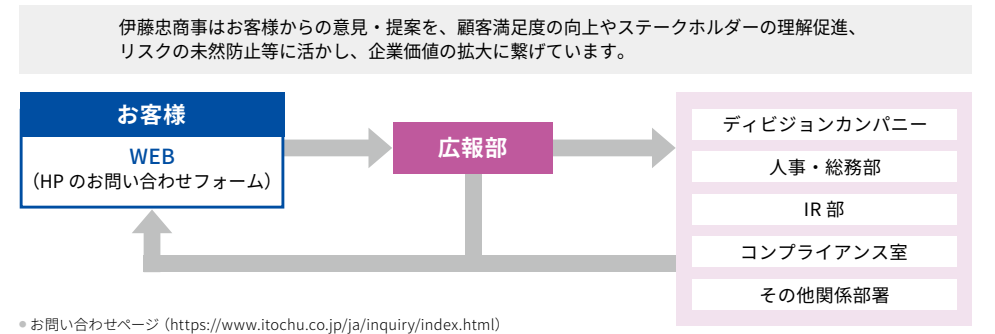 伊藤忠商事はお客様からの意見・提案を、顧客満足度の向上やステークホルダーの理解促進、
リスクの未然防止等に活かし、企業価値の拡大に繋げています。
お客様
WEB
（HP のお問い合わせフォーム）
広報部
ディビジョンカンパニー
人事・総務部
IR 部
コンプライアンス室
その他関係部署
● お問い合わせページ（https://www.itochu.co.jp/ja/inquiry/index.html）